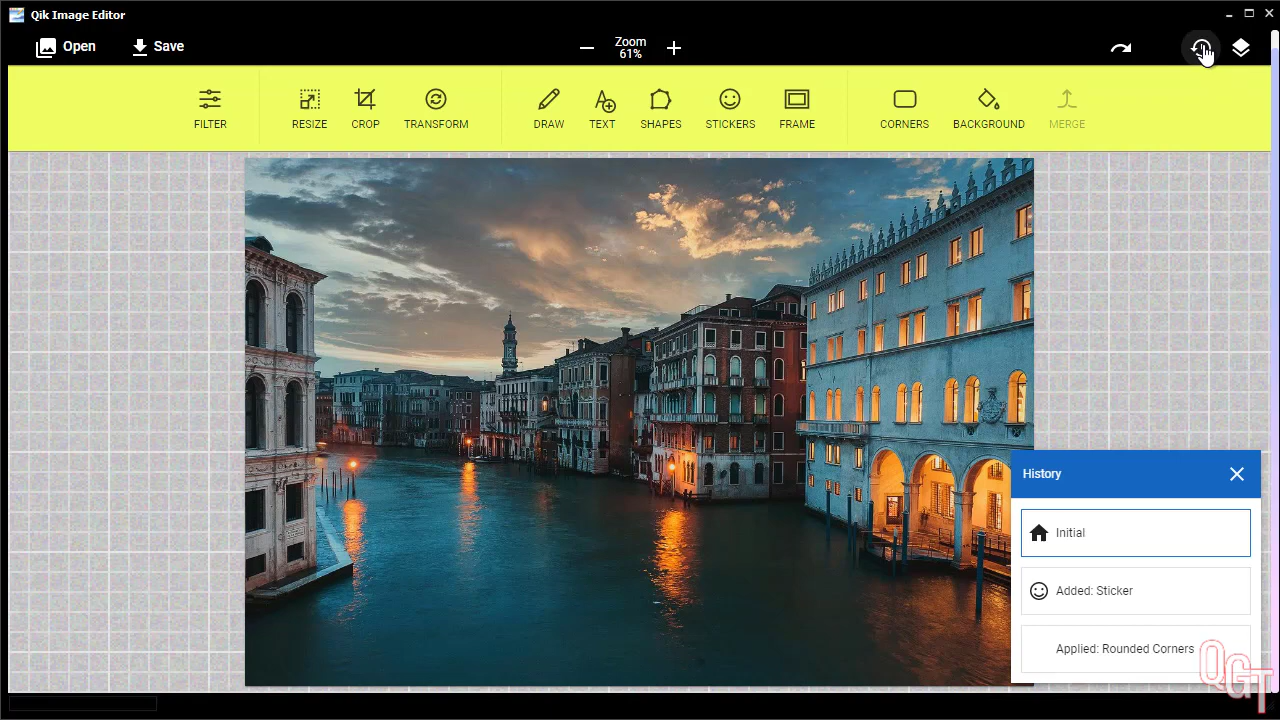 Qik Image Editor
Open
Save
Zoom
61%
FILTER
RESIZE
CROP
TRANSFORM
DRAW
TEXT
SHAPES
STICKERS
FRAME
CORNERS
BACKGROUND
MERGE
History
Initial
Added: Sticker
Applied: Rounded Corners
QGT